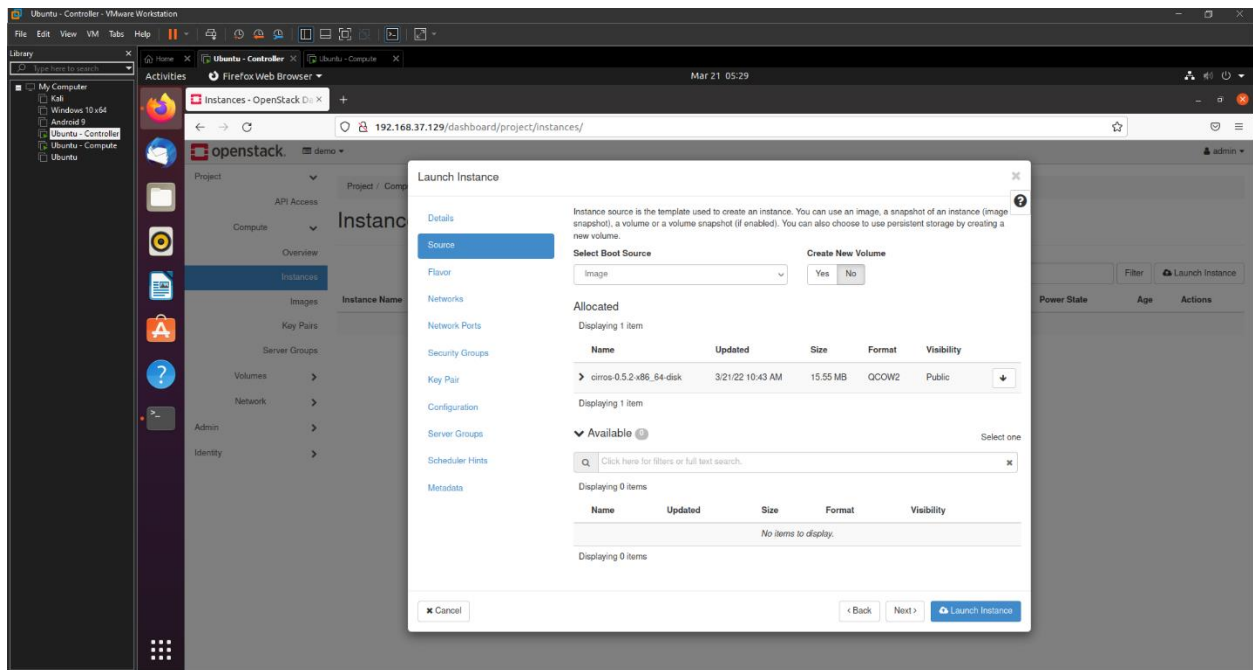 Ubuntu - Controller - VMware Workstation
File Edit View VM Tabs Help
Library
Type here to search
My Computer
Kali
Windows 10 x64
Android 9
Ubuntu - Controller
Ubuntu - Compute
Ubuntu
Home Ubuntu - Controller Ubuntu - Compute
Activities Firefox Web Browser Mar 21 05:29
Instances - OpenStack Da
192.168.37.129/dashboard/project/instances/
openstack. demo admin
Project
API Access
Compute
Overview
Instances
Images
Key Pairs
Server Groups
Volumes
Network
Admin
Identity
Project / Comp
Instanc
Filter Launch Instance
Instance Name Power State Age Actions
Launch Instance
Details
Source
Flavor
Networks
Network Ports
Security Groups
Key Pair
Configuration
Server Groups
Scheduler Hints
Metadata
Instance source is the template used to create an instance. You can use an image, a snapshot of an instance (image
snapshot), a volume or a volume snapshot (if enabled). You can also choose to use persistent storage by creating a
new volume.
Select Boot Source Create New Volume
Image Yes No
Allocated
Displaying 1 item
Name Updated Size Format Visibility
cirros-0.5.2-x86_64-disk 3/21/22 10:43 AM 15.55 MB QCOW2 Public
Displaying 1 item
Available 0 Select one
Click here for filters or full text search.
Displaying 0 items
Name Updated Size Format Visibility
No items to display.
Displaying 0 items
Cancel < Back Next > Launch Instance